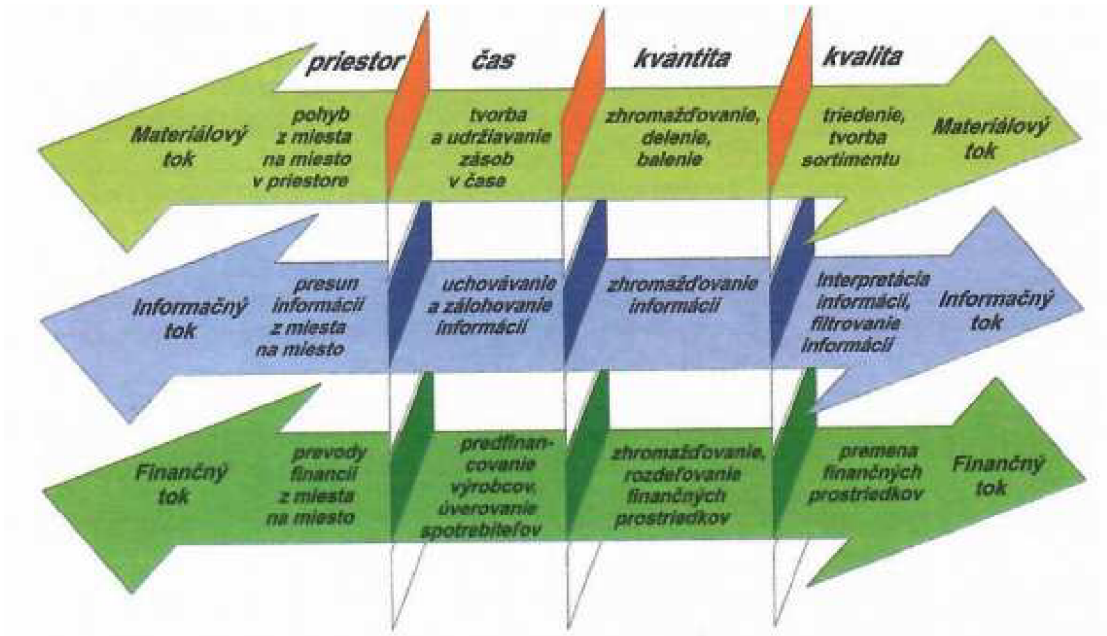 priestor
čas
kvantita
kvalita
Materiálový
tok
pohyb
z miesta
na miesto
v priestore
tvorba
a udržiavanie
zásob
v čase
zhromažďovanie,
delenie,
balenie
triedenie,
tvorba
sortimentu
Materiálový
tok
Informačný
tok
presun
informácií
z miesta
na miesto
uchovávanie
a zálohovanie
informácií
zhromažďovanie
informácií
Interpretácia
informácií,
filtrovanie
informácií
Informačný
tok
Finančný
tok
prevody
financií
z miesta
na miesto
predfinan-
covanie
výrobcov,
úverovanie
spotrebiteľov
zhromažďovanie,
rozdeľovanie
finančných
prostriedkov
premena
finančných
prostriedkov
Finančný
tok